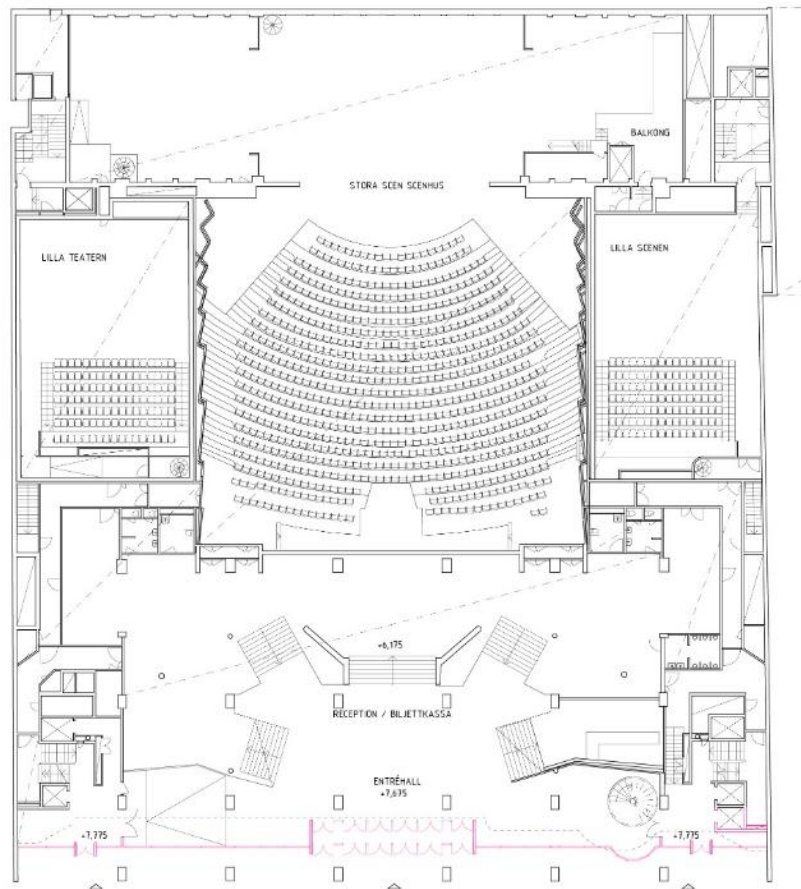 BALKONG
STORA SCEN SCENHUS
LILLA TEATERN
LILLA SCENEN
+6,175
RECEPTION / BILJETTKASSA
ENTRÉHALL
+7,675
+7,775
+7,775